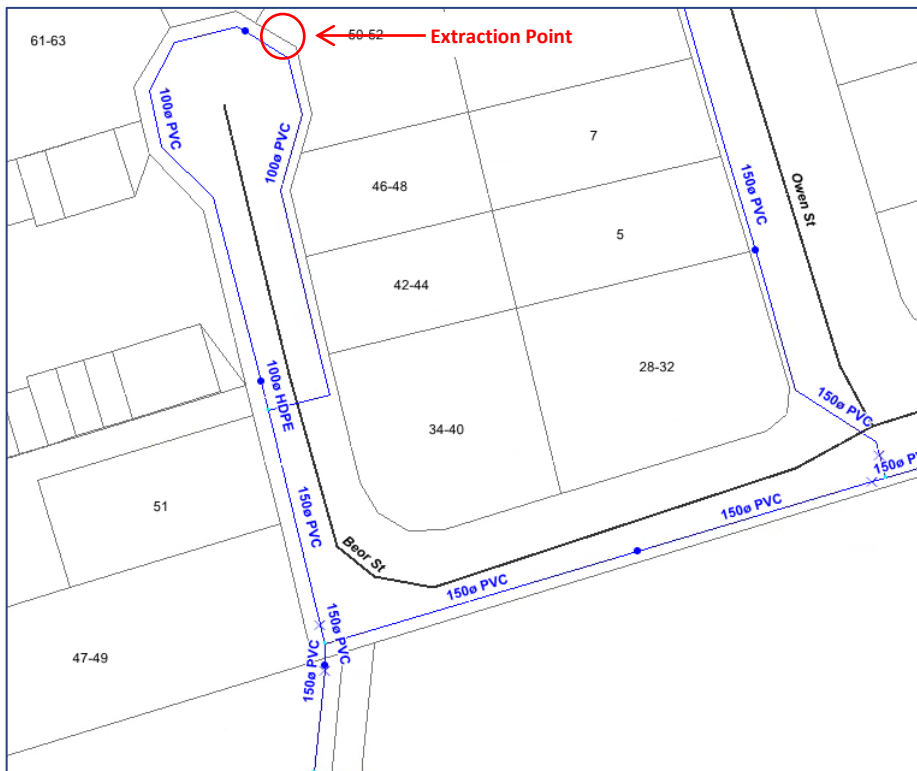 61-63
50-52
Extraction Point
100ø PVC
100ø PVC
7
46-48
150ø PVC
Owen St
5
42-44
28-32
100ø HDPE
150ø PVC
34-40
150ø PVC
51
150ø PVC
150ø PVC
Beor St
150ø PVC
150ø PVC
150ø PVC
47-49